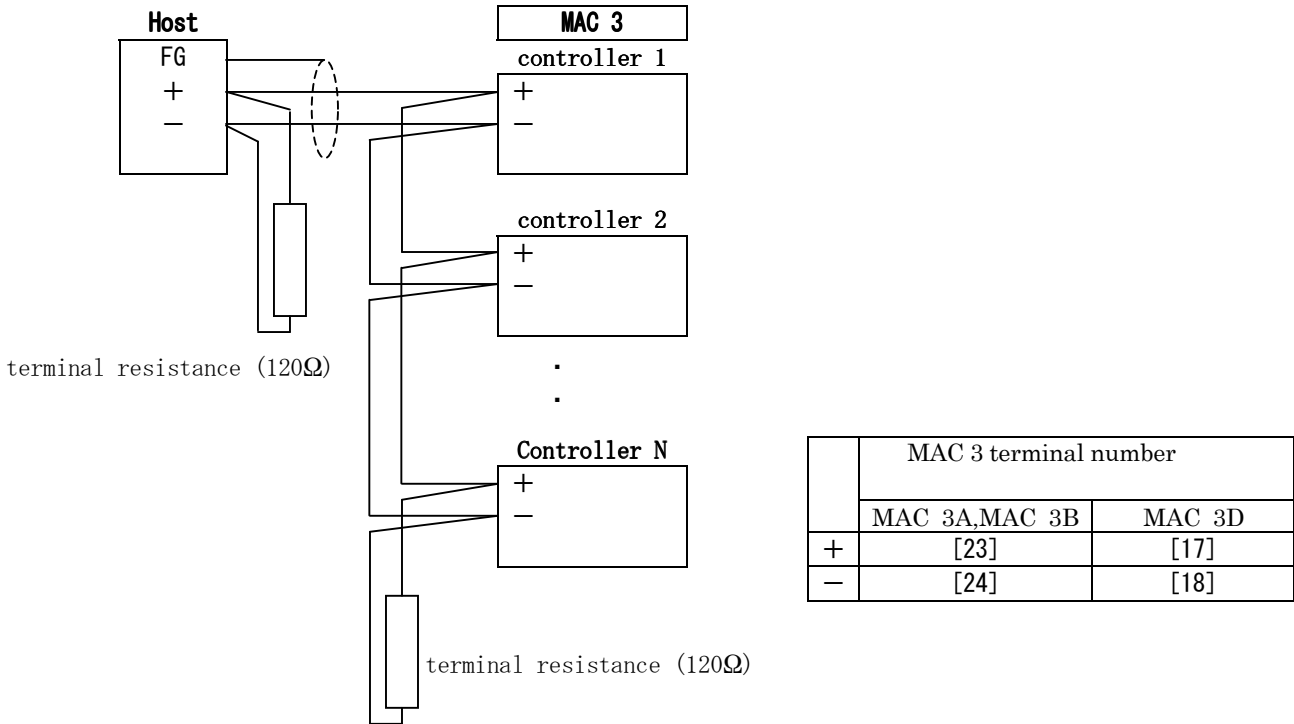 Host
FG
+
−
MAC 3
controller 1
+
−
controller 2
+
−
terminal resistance (120Ω)
.
.
Controller N
+
−
terminal resistance (120Ω)
MAC 3 terminal number
MAC 3A,MAC 3B MAC 3D
+ [23] [17]
− [24] [18]